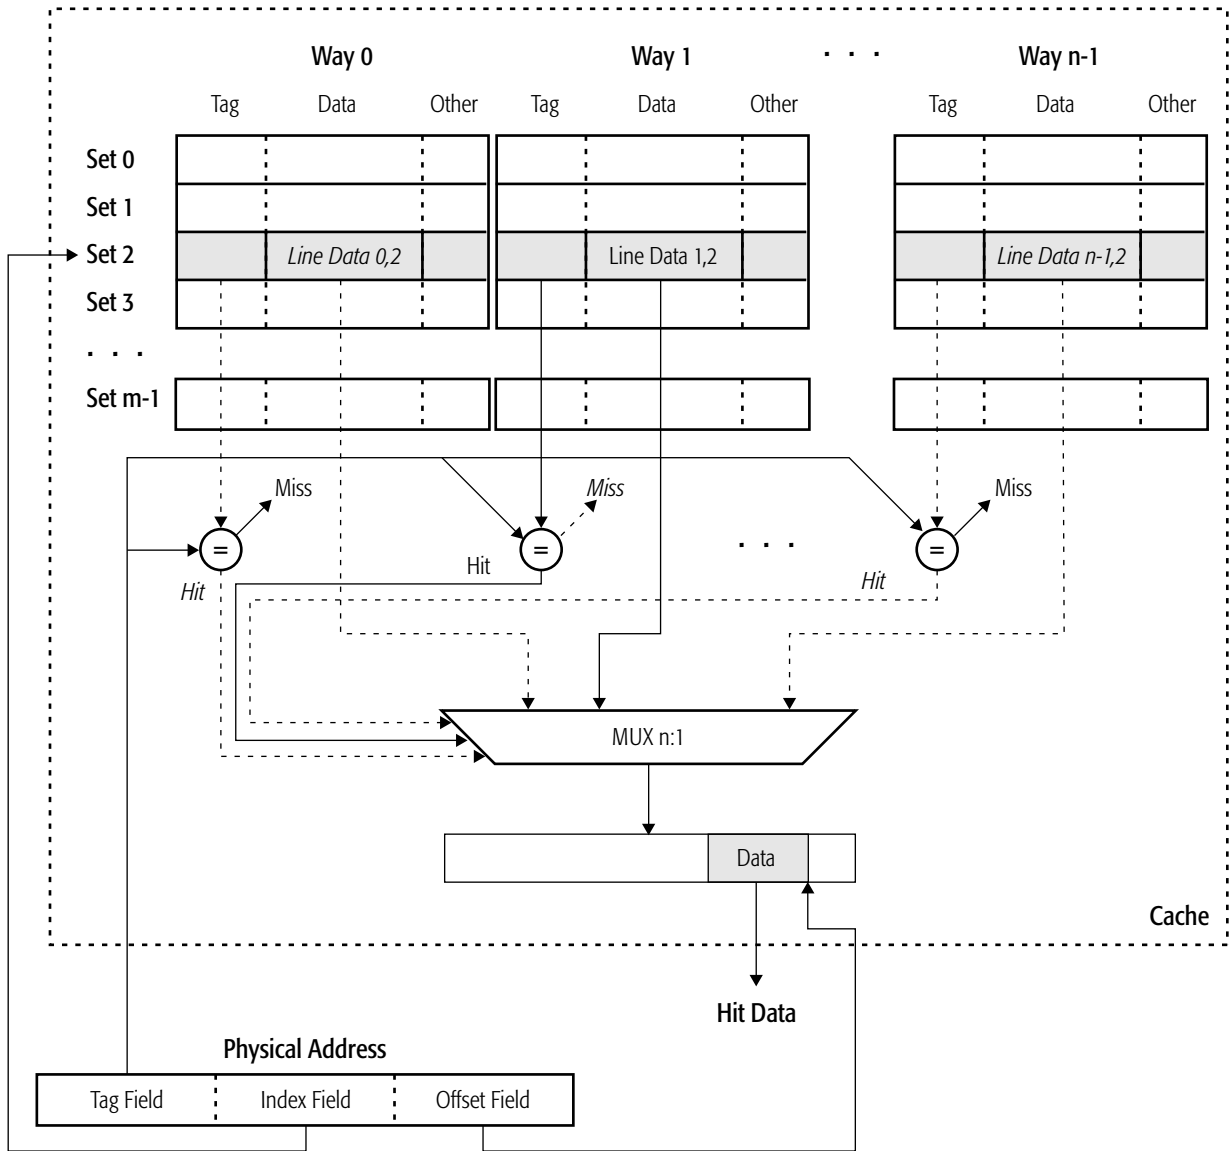 Way 0 Way 1 . . . Way n-1
Tag Data Other Tag Data Other Tag Data Other
Set 0
Set 1
Set 2 Line Data 0,2 Line Data 1,2 Line Data n-1,2
Set 3
. . .
Set m-1
Miss Miss Miss
= = . . . =
Hit Hit Hit
MUX n:1
Data
Cache
Hit Data
Physical Address
Tag Field Index Field Offset Field